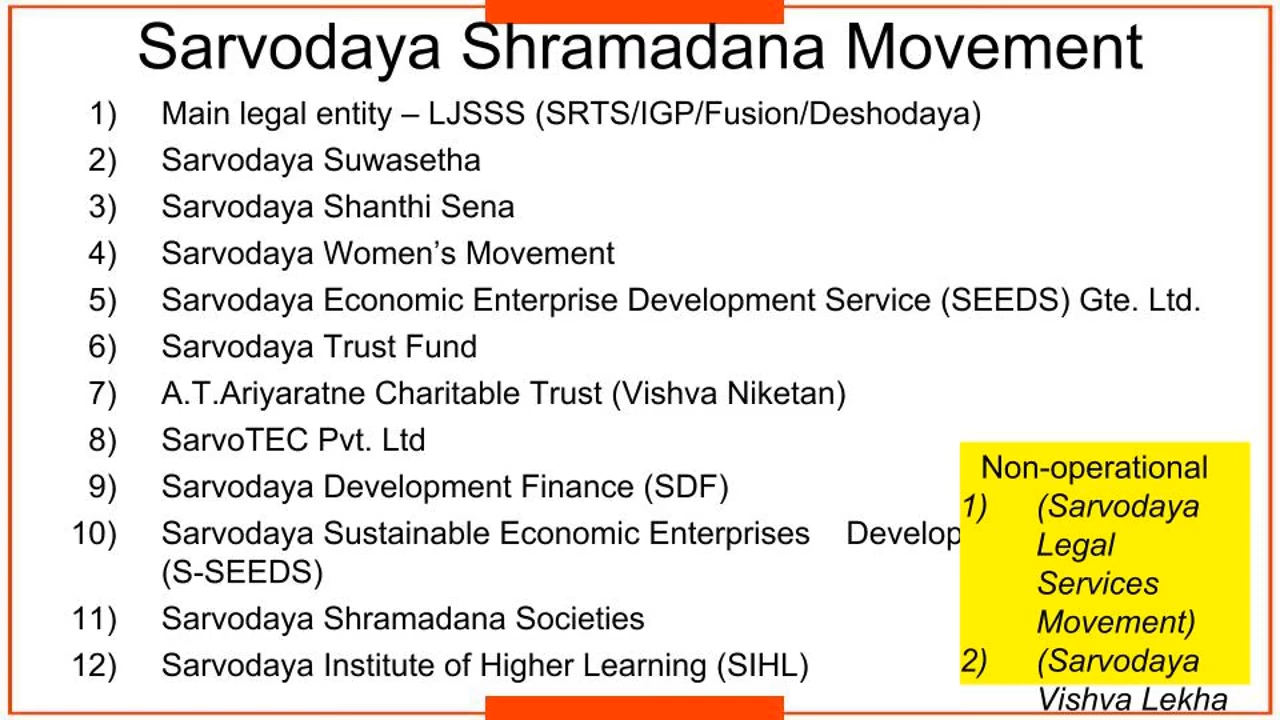 Sarvodaya Shramadana Movement
1) Main legal entity – LJSSS (SRTS/IGP/Fusion/Deshodaya)
2) Sarvodaya Suwasetha
3) Sarvodaya Shanthi Sena
4) Sarvodaya Women’s Movement
5) Sarvodaya Economic Enterprise Development Service (SEEDS) Gte. Ltd.
6) Sarvodaya Trust Fund
7) A.T.Ariyaratne Charitable Trust (Vishva Niketan)
8) SarvoTEC Pvt. Ltd
9) Sarvodaya Development Finance (SDF)
10) Sarvodaya Sustainable Economic Enterprises Develop
(S-SEEDS)
11) Sarvodaya Shramadana Societies
12) Sarvodaya Institute of Higher Learning (SIHL)
Non-operational
1) (Sarvodaya
Legal
Services
Movement)
2) (Sarvodaya
Vishva Lekha